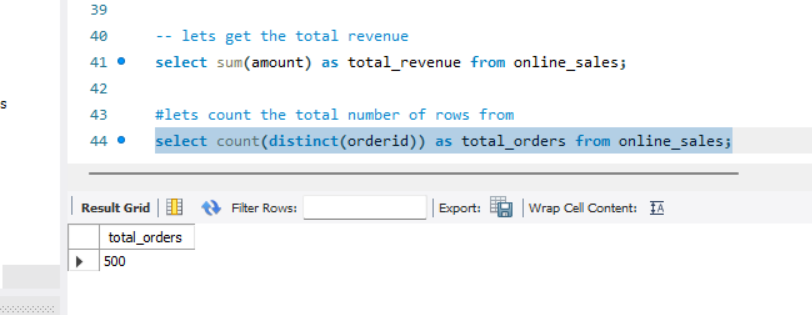 39
40 -- lets get the total revenue
41 select sum(amount) as total_revenue from online_sales;
42
s
43 #lets count the total number of rows from
44 select count(distinct(orderid)) as total_orders from online_sales;
Result Grid Filter Rows: Export: Wrap Cell Content: IA
total_orders
500